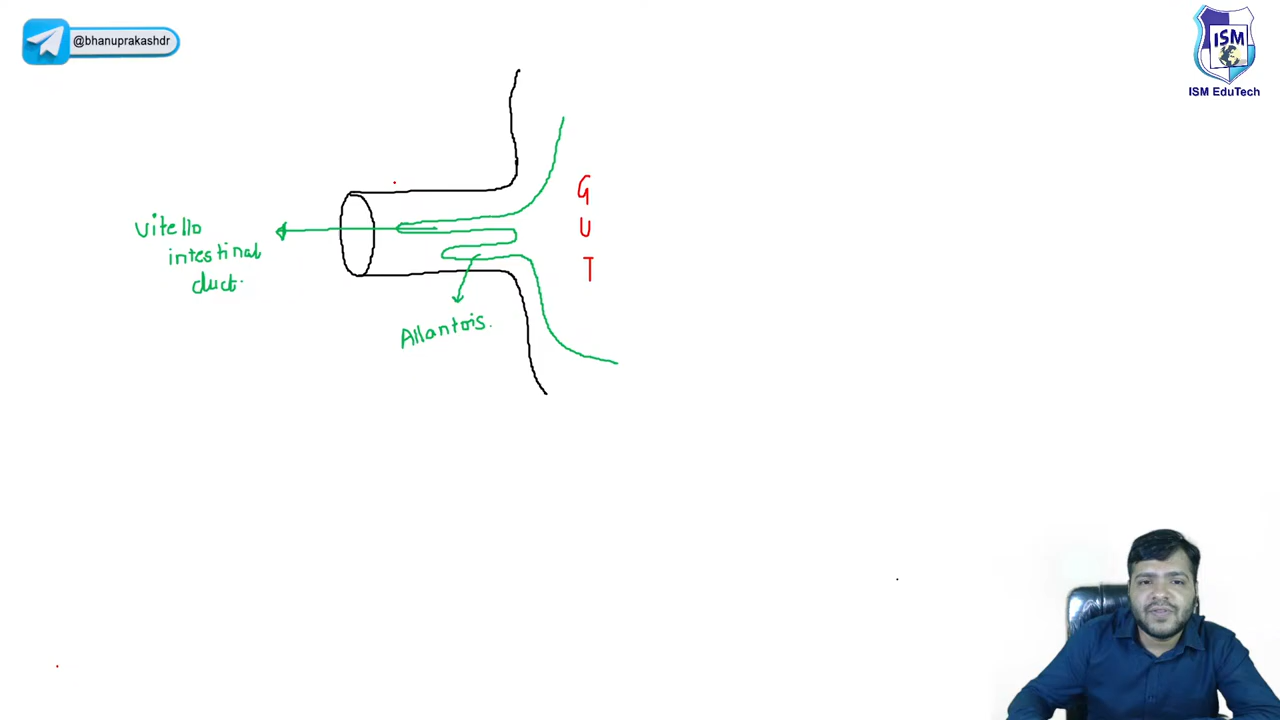 @bhanuprakashdr
ISM
ISM EduTech
G
U
T
vitello
intestinal
duct.
Allantois.